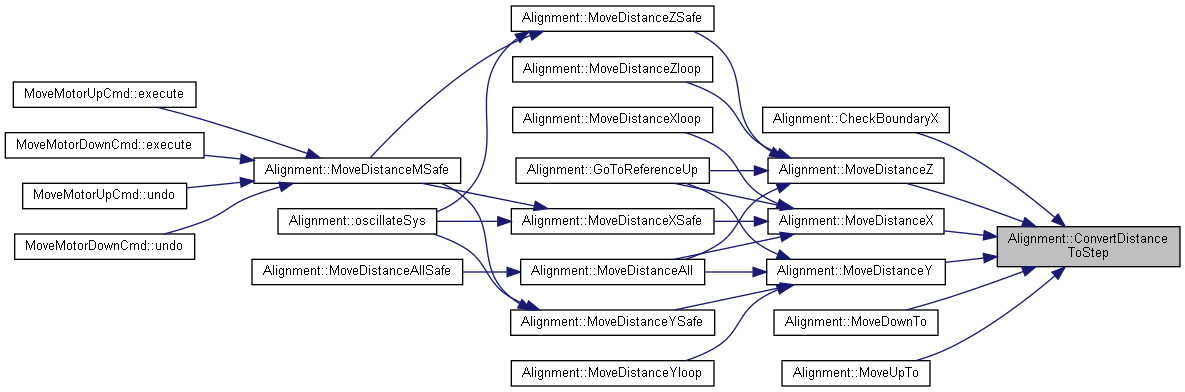 Alignment::MoveDistanceZSafe
Alignment::MoveDistanceZloop
MoveMotorUpCmd::execute
Alignment::MoveDistanceXloop
Alignment::CheckBoundaryX
MoveMotorDownCmd::execute
Alignment::MoveDistanceMSafe
Alignment::GoToReferenceUp
Alignment::MoveDistanceZ
MoveMotorUpCmd::undo
Alignment::oscillateSys
Alignment::MoveDistanceXSafe
Alignment::MoveDistanceX
MoveMotorDownCmd::undo
Alignment::ConvertDistance
ToStep
Alignment::MoveDistanceAllSafe
Alignment::MoveDistanceAll
Alignment::MoveDistanceY
Alignment::MoveDistanceYSafe
Alignment::MoveDownTo
Alignment::MoveDistanceYloop
Alignment::MoveUpTo